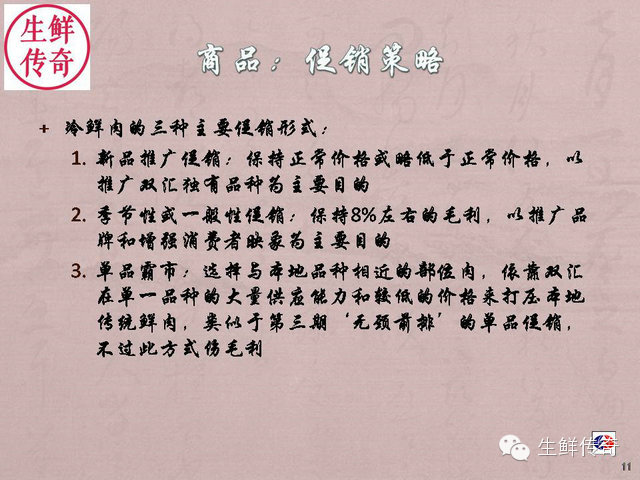 生鲜
传奇
商品：促销策略
+ 冷鲜肉的三种主要促销形式：
1. 新品推广促销：保持正常价格或略低于正常价格，以
推广双汇独有品种为主要目的
2. 季节性或一般性促销：保持8%左右的毛利，以推广品
牌和增强消费者映象为主要目的
3. 单品霸市：选择与本地品种相近的部位肉，依靠双汇
在单一品种的大量供应能力和较低的价格来打压本地
传统鲜肉，类似于第三期‘无颈前排’的单品促销，
不过此方式伤毛利
生鲜传奇
11